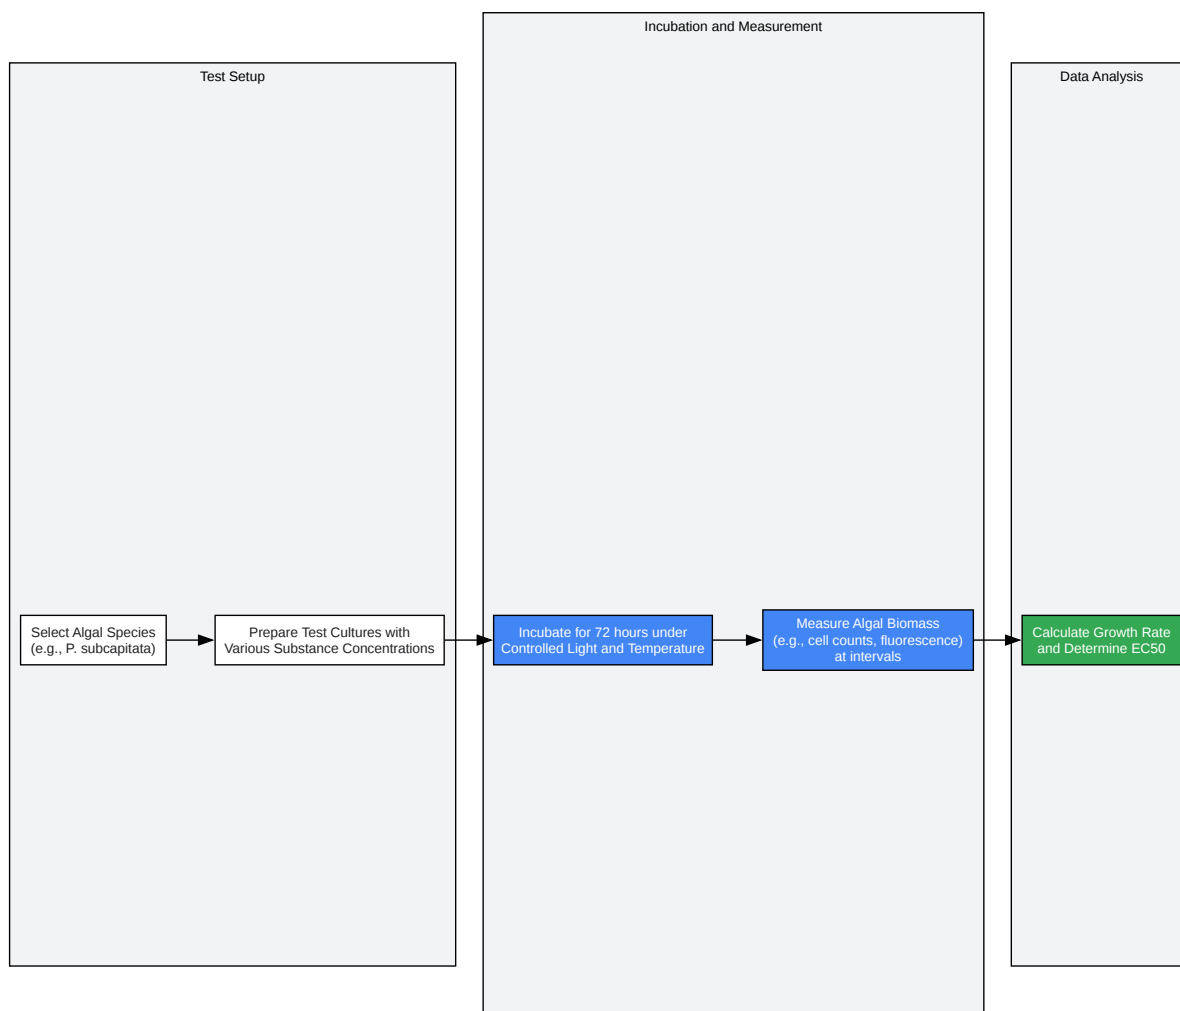 Incubation and Measurement
Test Setup
Data Analysis
Select Algal Species
(e.g., P. subcapitata)
Prepare Test Cultures with
Various Substance Concentrations
Incubate for 72 hours under
Controlled Light and Temperature
Measure Algal Biomass
(e.g., cell counts, fluorescence)
at intervals
Calculate Growth Rate
and Determine EC50